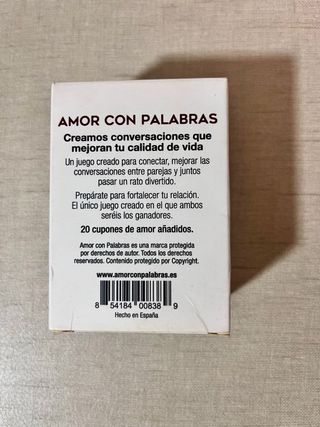 AMOR CON PALABRAS
Creamos conversaciones que
mejoran tu calidad de vida
Un juego creado para conectar, mejorar las
conversaciones entre parejas y juntos
pasar un rato divertido.
Prepárate para fortalecer tu relación.
El único juego creado en el que ambos
seréis los ganadores.
20 cupones de amor añadidos.
Amor con Palabras es una marca protegida
por derechos de autor. Todos los derechos
reservados. Contenido protegido por Copyright.
www.amorconpalabras.es
8 54184 00838 9
Hecho en España